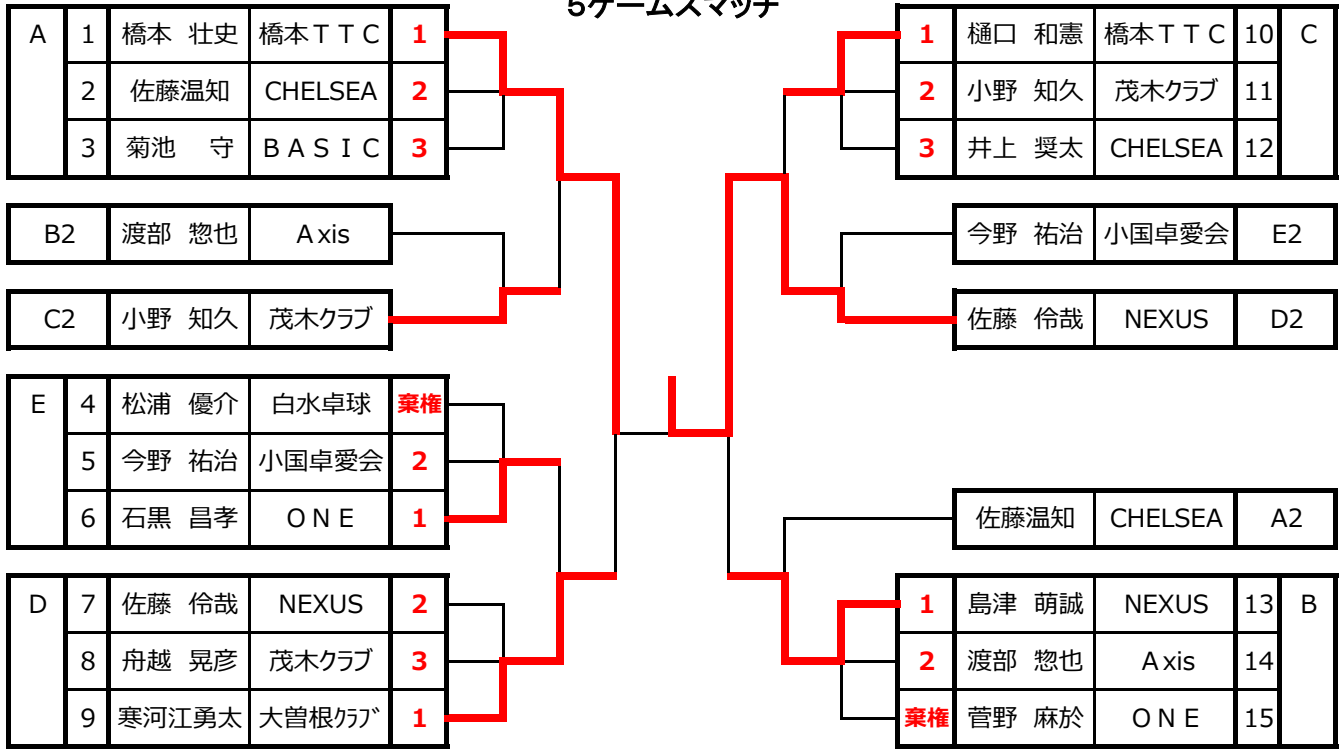 5ゲームスマッチ
A 1 橋本 壮史 橋本TTC 1
2 佐藤温知 CHELSEA 2
3 菊池 守 BASIC 3
B2 渡部 惣也 Axis
C2 小野 知久 茂木クラブ
E 4 松浦 優介 白水卓球 棄権
5 今野 祐治 小国卓愛会 2
6 石黒 昌孝 ONE 1
D 7 佐藤 伶哉 NEXUS 2
8 舟越 晃彦 茂木クラブ 3
9 寒河江勇太 大曽根クラブ 1
1 樋口 和憲 橋本TTC 10 C
2 小野 知久 茂木クラブ 11
3 井上 奨太 CHELSEA 12
今野 祐治 小国卓愛会 E2
佐藤 伶哉 NEXUS D2
佐藤温知 CHELSEA A2
1 島津 萌誠 NEXUS 13 B
2 渡部 惣也 Axis 14
棄権 菅野 麻於 ONE 15